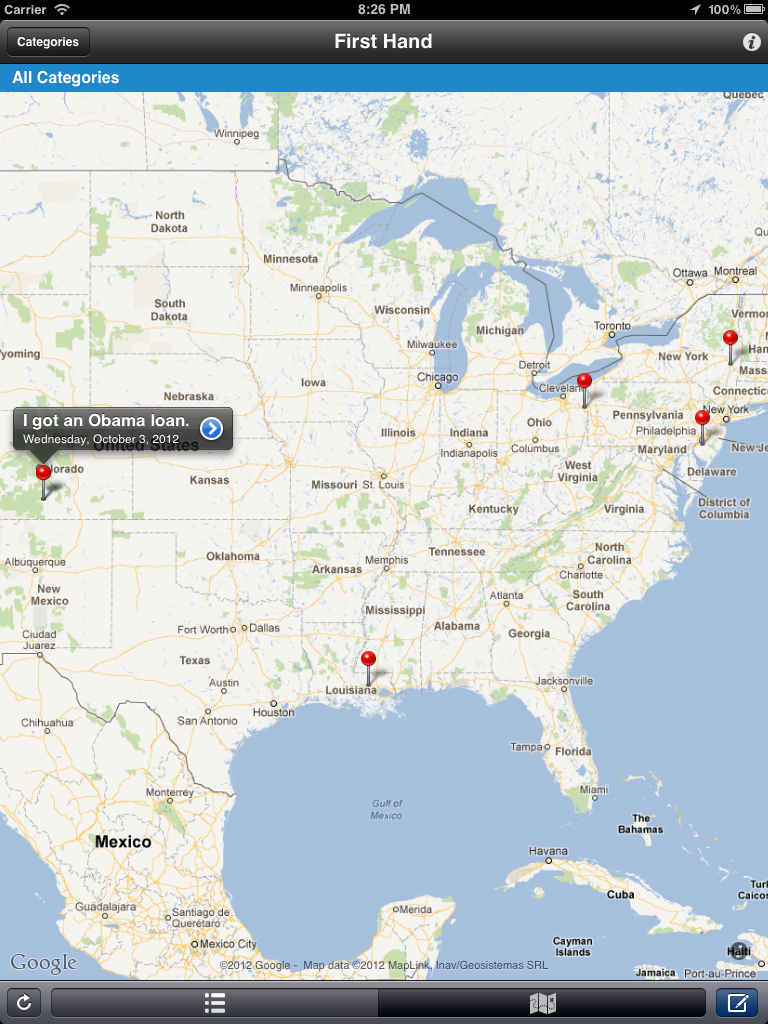 Carrier 8:26 PM 100%
Categories First Hand
All Categories
Quebec
Winnipeg
North
Dakota
Ottawa Montreal
Minnesota
Minneapolis
South
Dakota
Wisconsin
Vermon
Toronto
Michigan
Milwaukee
yoming
New York
Han
Detroit
Mass
Chicago
Iowa
Cleveland
Connectic
Nebraska
I got an Obama loan.
Wednesday, October 3, 2012
United States
Pennsylvania
New York
Illinois
Indiana
Ohio
Philadelphia
Indianapolis
Columbus
Maryland
New Je
lorado
Kansas
Missouri
St. Louis
West
Virginia
Delaware
District of
Columbia
Kentucky
Virginia
Albuquerque
Oklahoma
Memphis
Tennessee
North
Carolina
Arkansas
Charlotte
New
Mexico
Atlanta
South
Carolina
Mississippi
Alabama
Georgia
Fort Worth
Dallas
Ciudad
Juarez
Texas
Austin
Louisiana
Jacksonville
Houston
San Antonio
Chihuahua
Tampa
Florida
Monterrey
Miami
Gulf of
Mexico
The
Bahamas
Mexico
Havana
Cuba
Turk
Caicos
Guadalajara
Santiago de
Querétaro
Merida
Mexico City
Cayman
Islands
Haiti
Google
©2012 Google - Map data ©2012 MapLink, Inav/Geosistemas SRL
Jamaica
Port-au-Prince